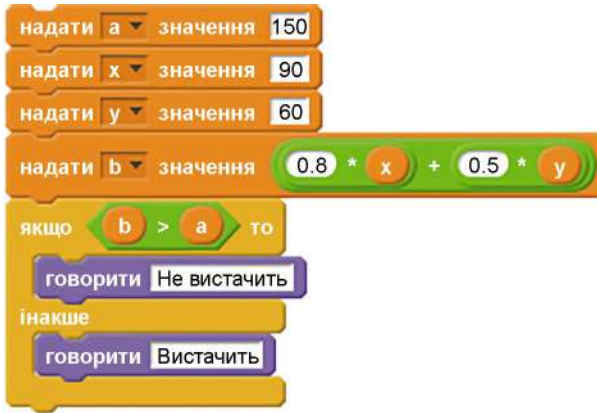 надати a значення 150
надати x значення 90
надати y значення 60
надати b значення 0.8 * x + 0.5 * y
якщо b > a то
говорити Не вистачить
інакше
говорити Вистачить